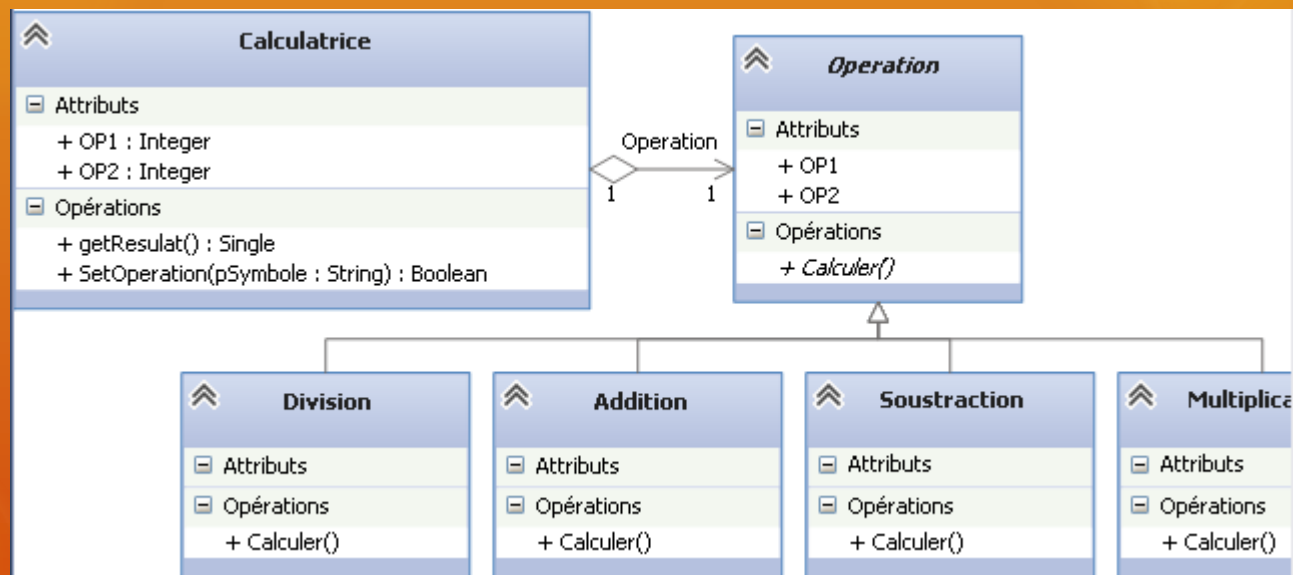 Calculatrice
Attributs
+ OP1 : Integer
+ OP2 : Integer
Opérations
+ getResulat() : Single
+ SetOperation(pSymbole : String) : Boolean
Operation
1
1
Operation
Attributs
+ OP1
+ OP2
Opérations
+ Calculer()
Division
Attributs
Opérations
+ Calculer()
Addition
Attributs
Opérations
+ Calculer()
Soustraction
Attributs
Opérations
+ Calculer()
Multiplica
Attributs
Opérations
+ Calculer()